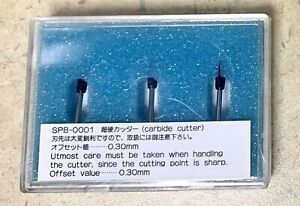 SPB-0001 超硬カッター (carbide cutter)
刃先は大変鋭利ですので、取扱には御注意下さい。
オフセット値………0.30mm
Utmost care must be taken when handling
the cutter, since the cutting point is sharp.
Offset value………0.30mm